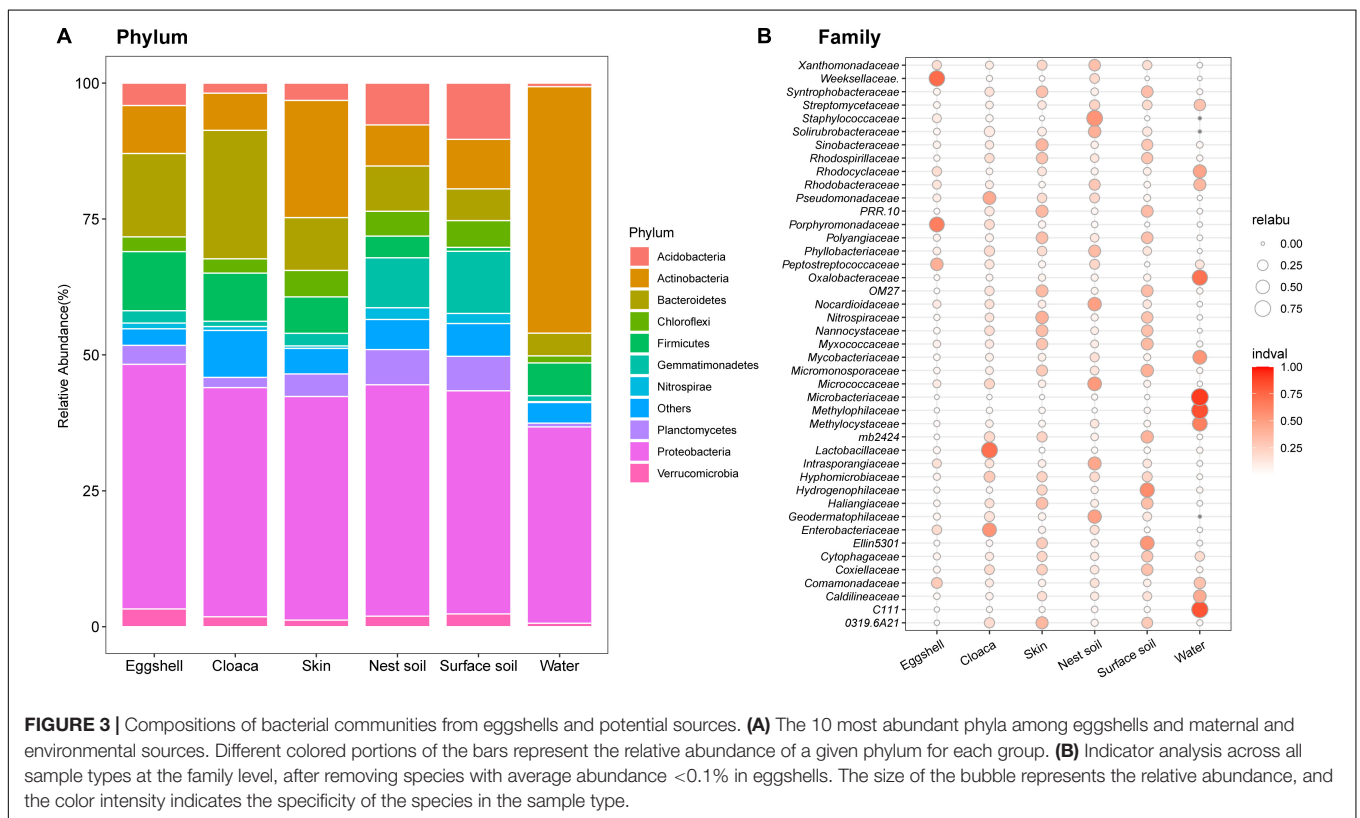 A Phylum
100
75
50
25
0
Relative Abundance(%)
Eggshell Cloaca Skin Nest soil Surface soil Water
Phylum
Acidobacteria
Actinobacteria
Bacteroidetes
Chloroflexi
Firmicutes
Gemmatimonadetes
Nitrospirae
Others
Planctomycetes
Proteobacteria
Verrucomicrobia
B Family
Xanthomonadaceae
Weeksellaceae.
Syntrophobacteraceae
Streptomycetaceae
Staphylococcaceae
Solirubrobacteraceae
Sinobacteraceae
Rhodospirillaceae
Rhodocyclaceae
Rhodobacteraceae
Pseudomonadaceae
PRR.10
Porphyromonadaceae
Polyangiaceae
Phyllobacteriaceae
Peptostreptococcaceae
Oxalobacteraceae
OM27
Nocardioidaceae
Nitrospiraceae
Nannocystaceae
Myxococcaceae
Mycobacteriaceae
Micromonosporaceae
Micrococcaceae
Microbacteriaceae
Methylophilaceae
Methylocystaceae
mb2424
Lactobacillaceae
Intrasporangiaceae
Hyphomicrobiaceae
Hydrogenophilaceae
Haliangiaceae
Geodermatophilaceae
Enterobacteriaceae
Ellin5301
Cytophagaceae
Coxiellaceae
Comamonadaceae
Caldilineaceae
C111
0319.6A21
Eggshell Cloaca Skin Nest soil Surface soil Water
relabu
0.00
0.25
0.50
0.75
indval
1.00
0.75
0.50
0.25
FIGURE 3 | Compositions of bacterial communities from eggshells and potential sources. (A) The 10 most abundant phyla among eggshells and maternal and
environmental sources. Different colored portions of the bars represent the relative abundance of a given phylum for each group. (B) Indicator analysis across all
sample types at the family level, after removing species with average abundance <0.1% in eggshells. The size of the bubble represents the relative abundance, and
the color intensity indicates the specificity of the species in the sample type.